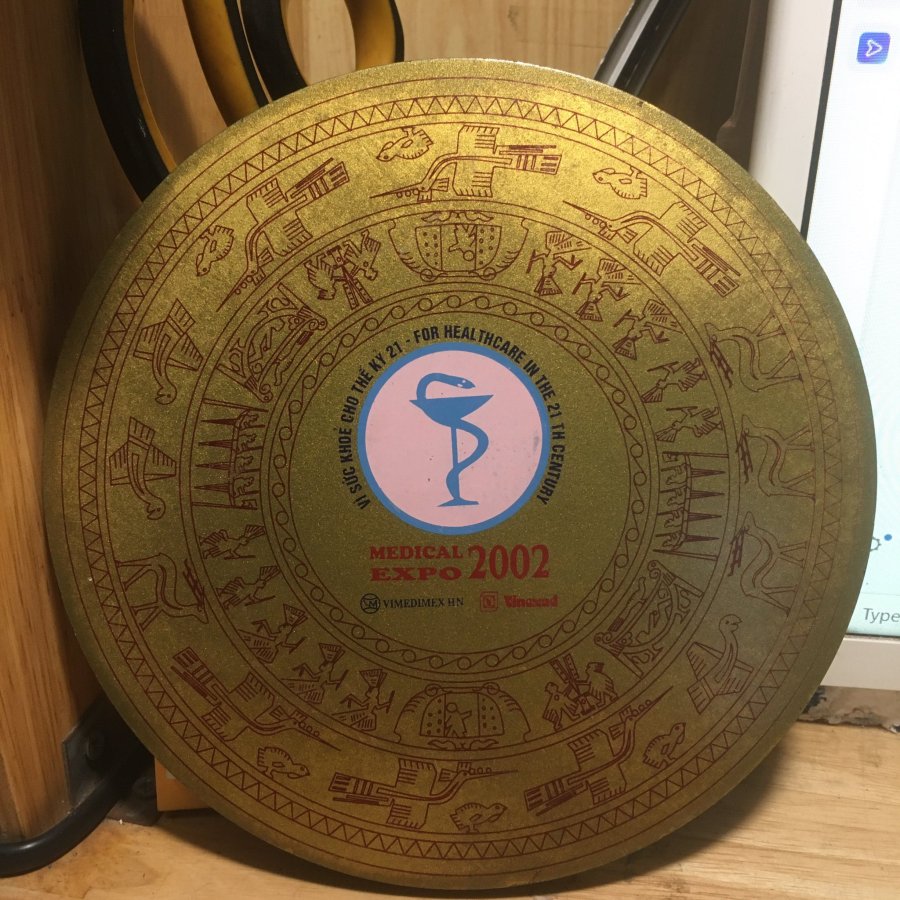 VÌ SỨC KHOẺ CHO THẾ KỶ 21 - FOR HEALTHCARE IN THE 21 TH CENTURY
MEDICAL
EXPO 2002
VIMEDIMEX HN
Type